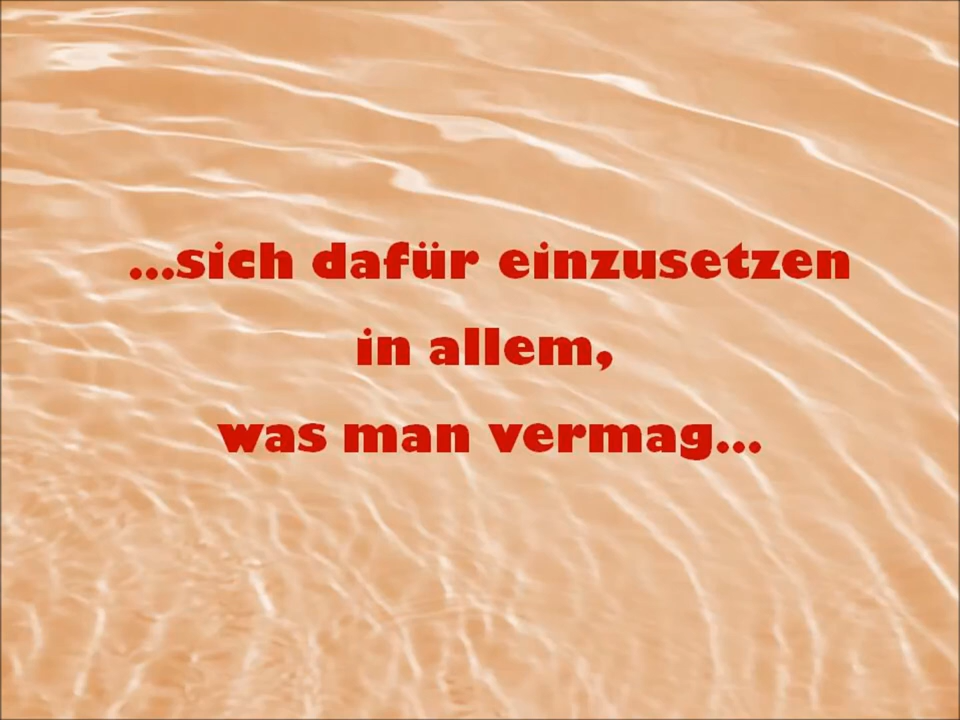 ...sich dafür einzusetzen
in allem,
was man vermag...